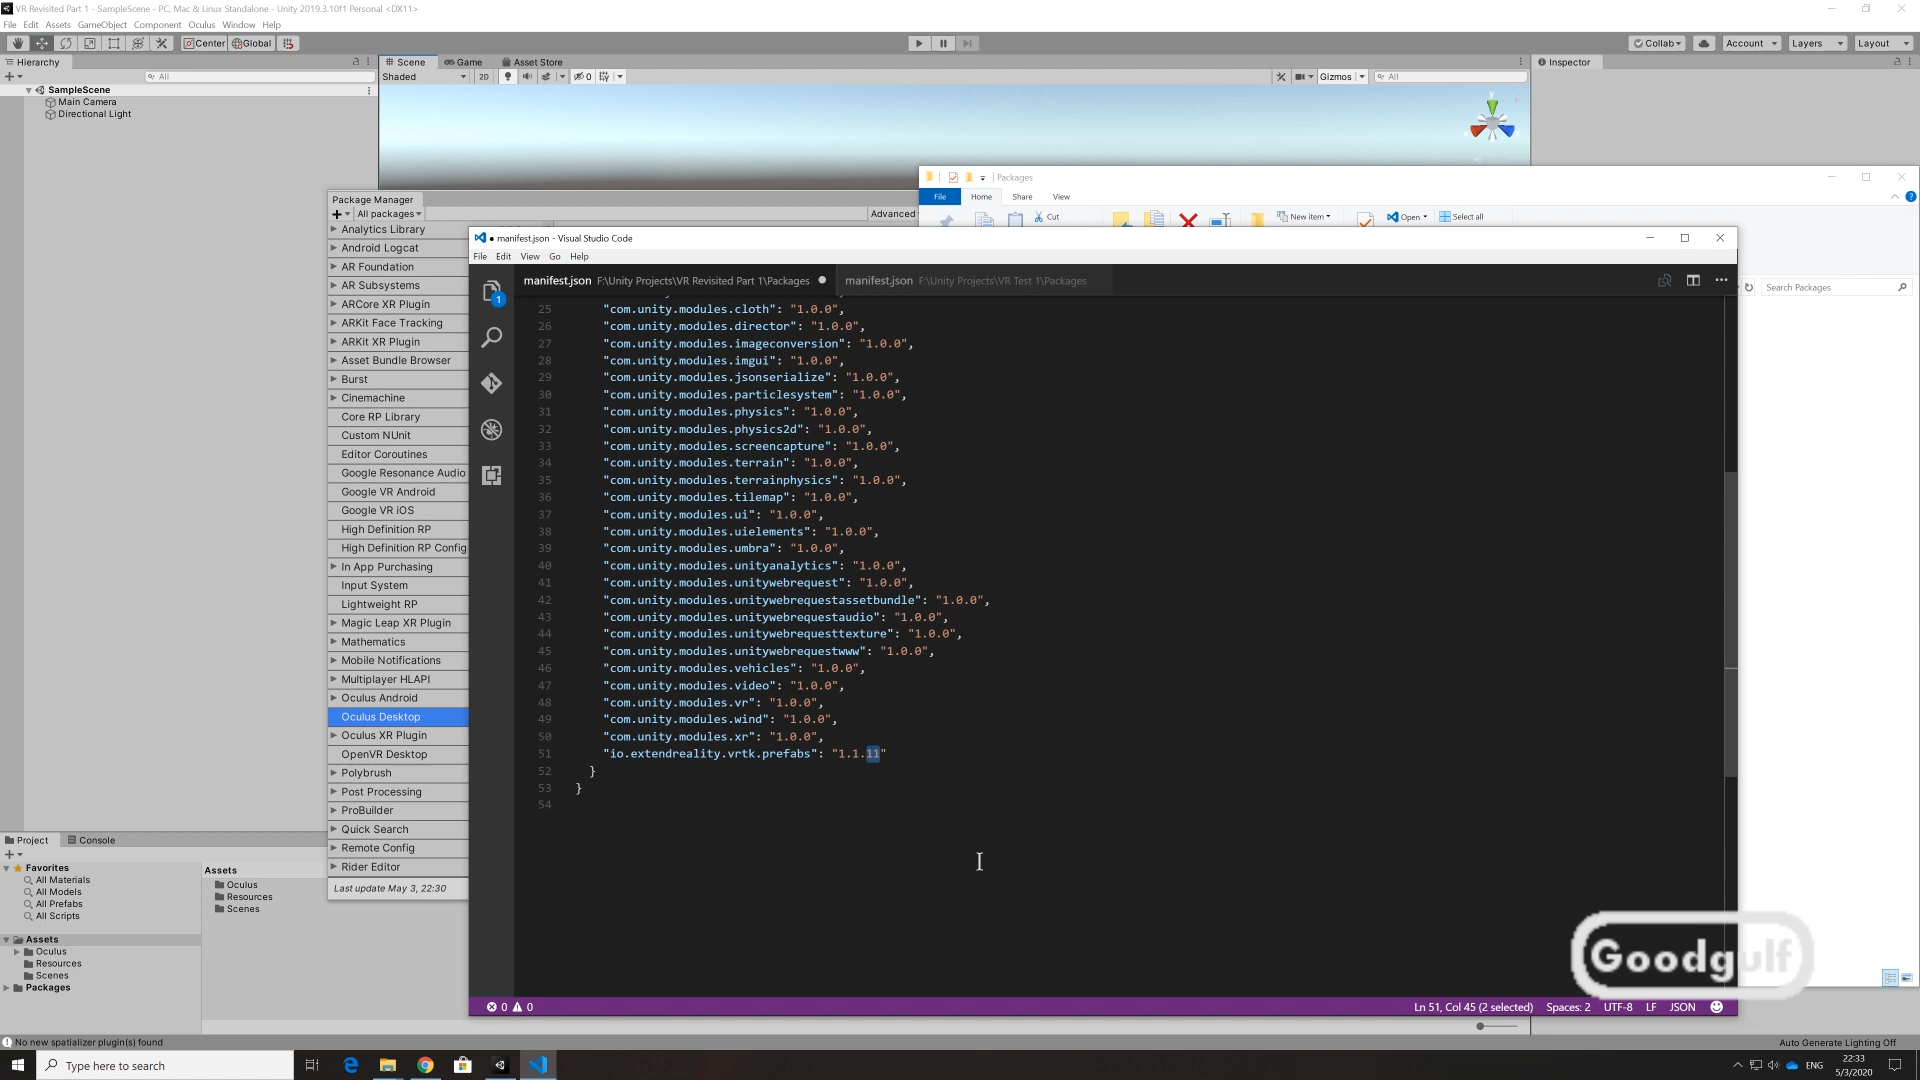 VR Revisited Part 1 - SampleScene - PC, Mac & Linux Standalone - Unity 2019.3.10f1 Personal <DX11>
File Edit Assets GameObject Component Oculus Window Help
Center Global
Collab Account Layers Layout
Hierarchy
All
SampleScene
Main Camera
Directional Light
Scene Game Asset Store
Shaded 2D 0 Gizmos All
Inspector
Package Manager
All packages Advanced
Analytics Library
Android Logcat
AR Foundation
AR Subsystems
ARCore XR Plugin
ARKit Face Tracking
ARKit XR Plugin
Asset Bundle Browser
Burst
Cinemachine
Core RP Library
Custom NUnit
Editor Coroutines
Google Resonance Audio
Google VR Android
Google VR iOS
High Definition RP
High Definition RP Config
In App Purchasing
Input System
Lightweight RP
Magic Leap XR Plugin
Mathematics
Mobile Notifications
Multiplayer HLAPI
Oculus Android
Oculus Desktop
Oculus XR Plugin
OpenVR Desktop
Polybrush
Post Processing
ProBuilder
Quick Search
Remote Config
Rider Editor
Last update May 3, 22:30
Packages
File Home Share View
Cut New item Open Select all
Search Packages
● manifest.json - Visual Studio Code
File Edit View Go Help
manifest.json F:\Unity Projects\VR Revisited Part 1\Packages
manifest.json F:\Unity Projects\VR Test 1\Packages
1
25 "com.unity.modules.cloth": "1.0.0",
26 "com.unity.modules.director": "1.0.0",
27 "com.unity.modules.imageconversion": "1.0.0",
28 "com.unity.modules.imgui": "1.0.0",
29 "com.unity.modules.jsonserialize": "1.0.0",
30 "com.unity.modules.particlesystem": "1.0.0",
31 "com.unity.modules.physics": "1.0.0",
32 "com.unity.modules.physics2d": "1.0.0",
33 "com.unity.modules.screencapture": "1.0.0",
34 "com.unity.modules.terrain": "1.0.0",
35 "com.unity.modules.terrainphysics": "1.0.0",
36 "com.unity.modules.tilemap": "1.0.0",
37 "com.unity.modules.ui": "1.0.0",
38 "com.unity.modules.uielements": "1.0.0",
39 "com.unity.modules.umbra": "1.0.0",
40 "com.unity.modules.unityanalytics": "1.0.0",
41 "com.unity.modules.unitywebrequest": "1.0.0",
42 "com.unity.modules.unitywebrequestassetbundle": "1.0.0",
43 "com.unity.modules.unitywebrequestaudio": "1.0.0",
44 "com.unity.modules.unitywebrequesttexture": "1.0.0",
45 "com.unity.modules.unitywebrequestwww": "1.0.0",
46 "com.unity.modules.vehicles": "1.0.0",
47 "com.unity.modules.video": "1.0.0",
48 "com.unity.modules.vr": "1.0.0",
49 "com.unity.modules.wind": "1.0.0",
50 "com.unity.modules.xr": "1.0.0",
51 "io.extendreality.vrtk.prefabs": "1.1.11"
52 }
53 }
54
0 0
Ln 51, Col 45 (2 selected) Spaces: 2 UTF-8 LF JSON
Project Console
Favorites
All Materials
All Models
All Prefabs
All Scripts
Assets
Oculus
Resources
Scenes
Packages
Assets
Oculus
Resources
Scenes
Goodgulf
No new spatializer plugin(s) found
Auto Generate Lighting Off
Type here to search
ENG
22:33
5/3/2020